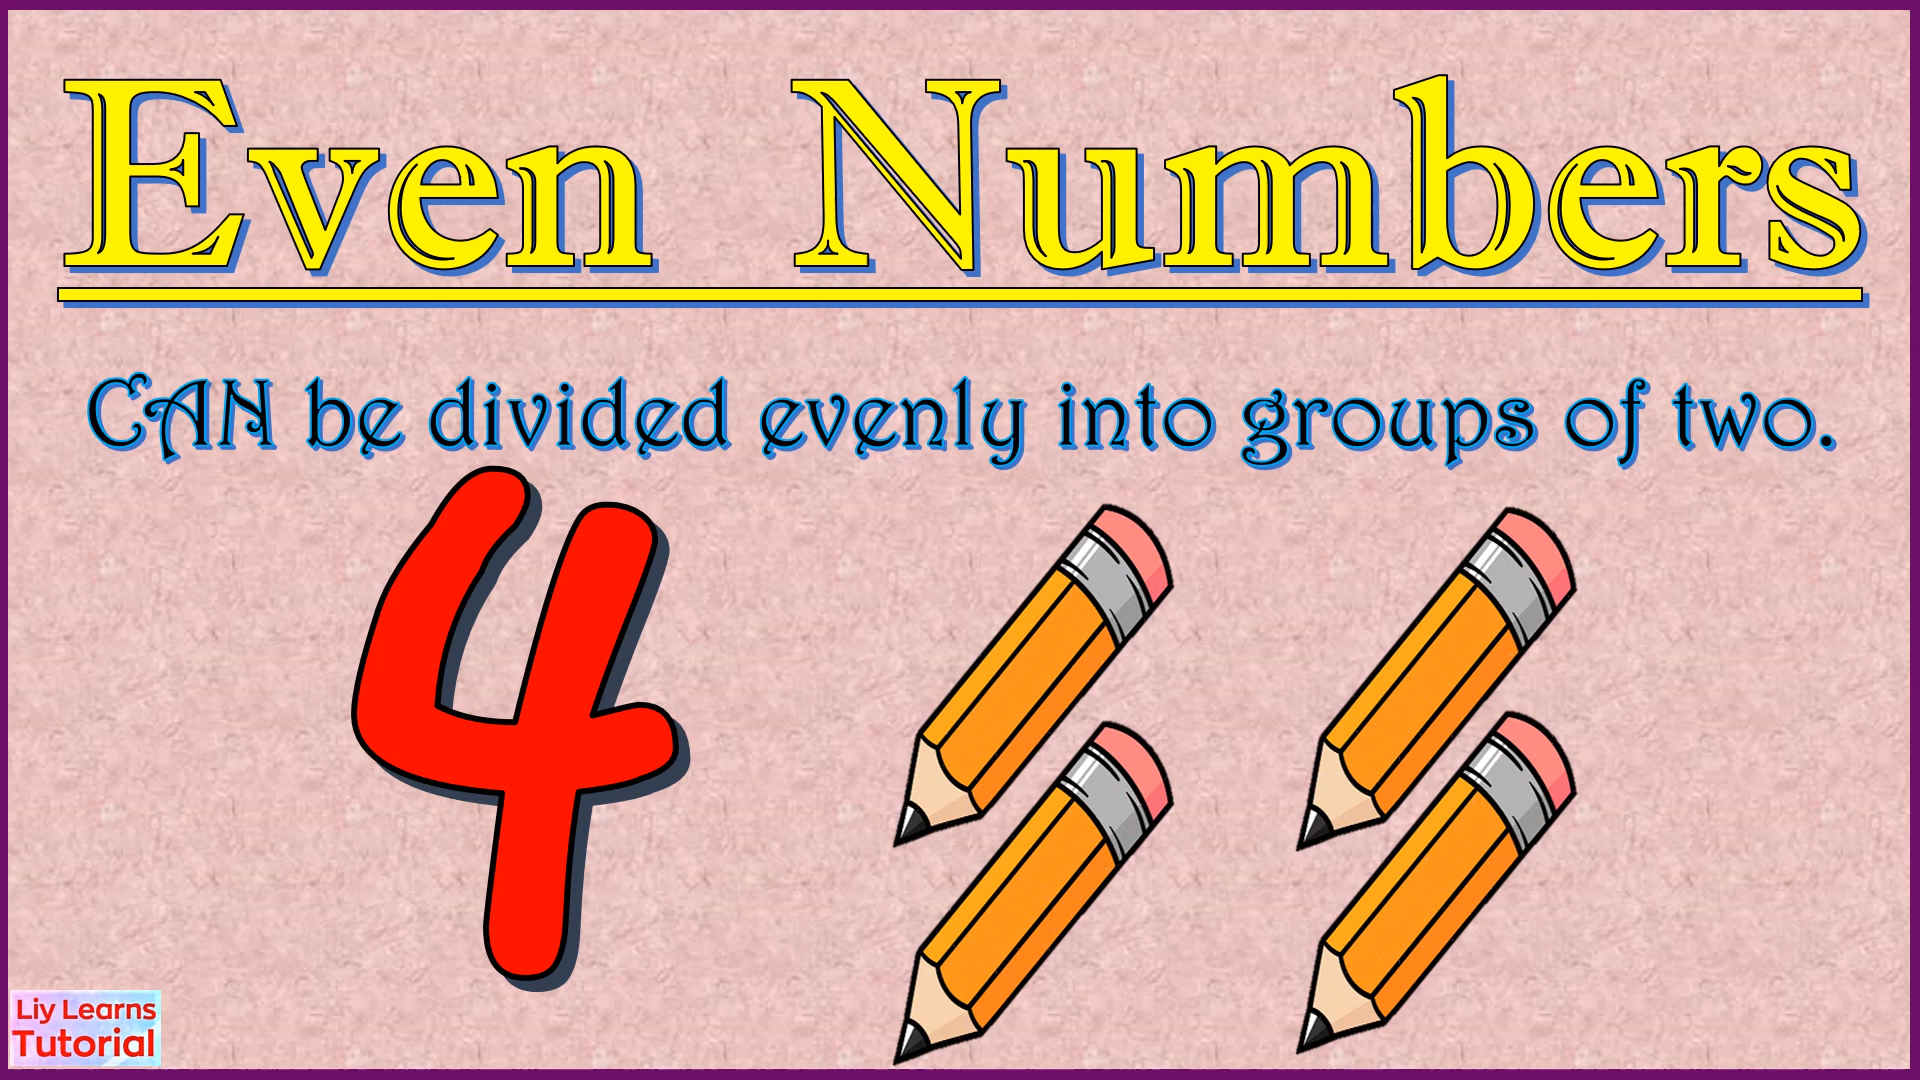 Even Numbers
CAN be divided evenly into groups of two.
4
Liy Learns
Tutorial